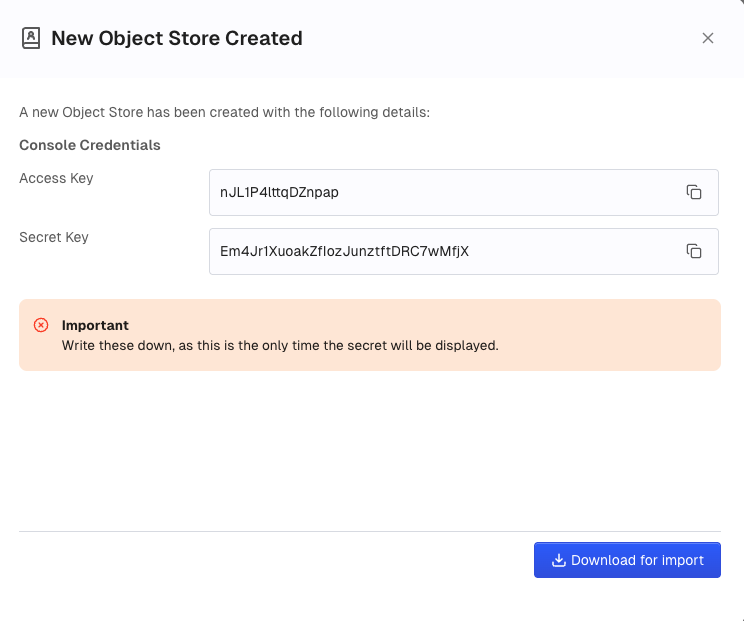 New Object Store Created
A new Object Store has been created with the following details:
Console Credentials
Access Key
nJL1P4lttqDZnpap
Secret Key
Em4Jr1XuoakZfIozJunztftDRC7wMfjX
Important
Write these down, as this is the only time the secret will be displayed.
Download for import